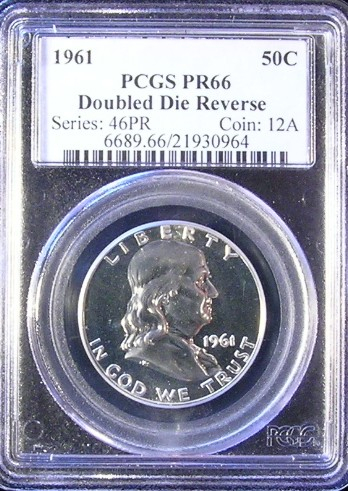 1961 50C
PCGS PR66
Doubled Die Reverse
Series: 46PR Coin: 12A
6689.66/21930964
LIBERTY
1961
IN GOD WE TRUST
PCGS